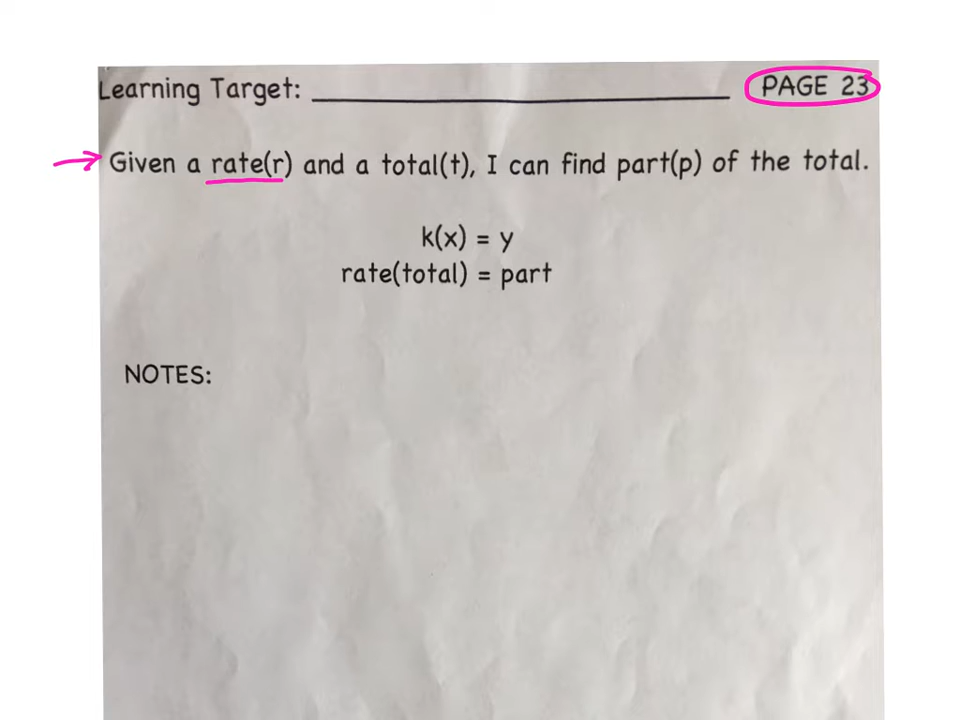 Learning Target: PAGE 23
Given a rate(r) and a total(t), I can find part(p) of the total.
k(x) = y
rate(total) = part
NOTES: